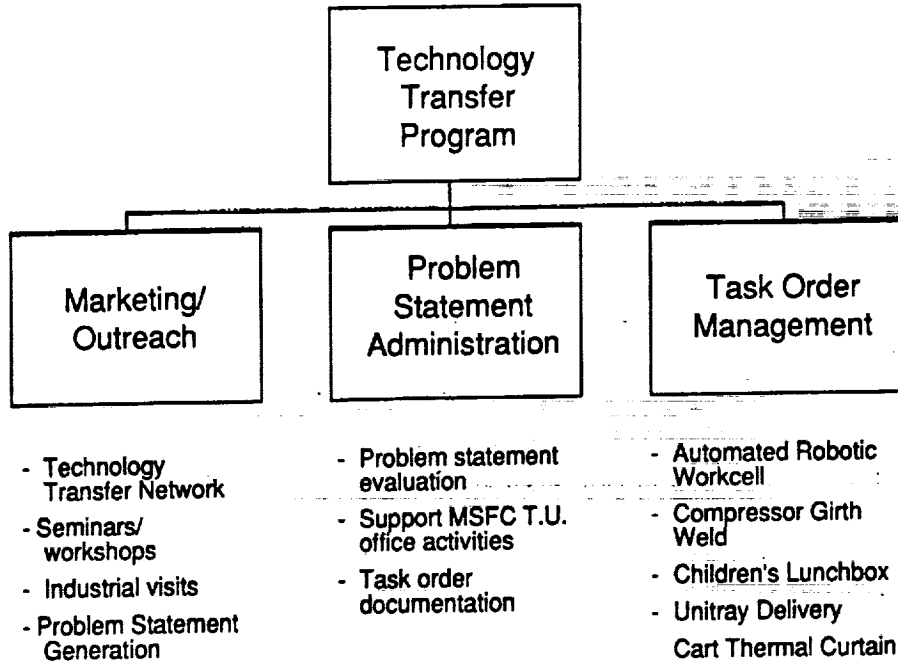 Technology
Transfer
Program
Marketing/
Outreach
Problem
Statement
Administration
Task Order
Management
- Technology
Transfer Network
- Seminars/
workshops
- Industrial visits
- Problem Statement
Generation
- Problem statement
evaluation
- Support MSFC T.U.
office activities
- Task order
documentation
- Automated Robotic
Workcell
- Compressor Girth
Weld
- Children's Lunchbox
- Unitray Delivery
Cart Thermal Curtain